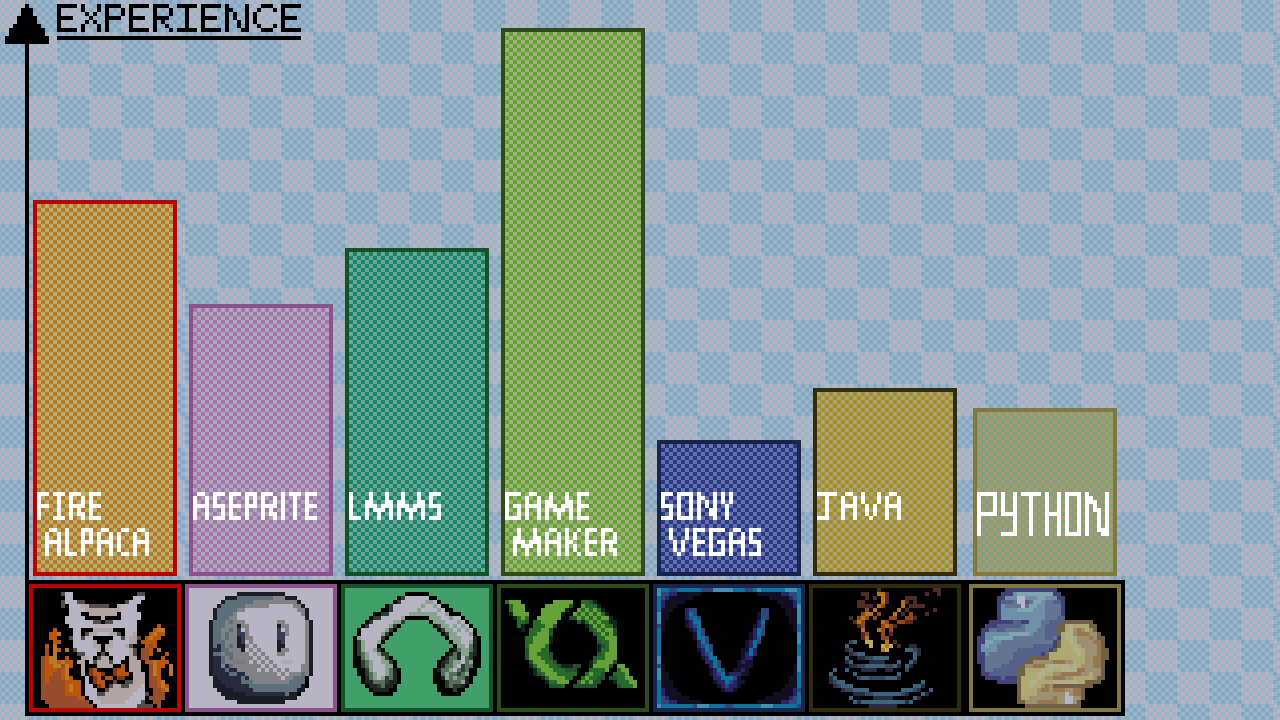 EXPERIENCE
FIRE
ALPACA
ASEPRITE
LMMS
GAME
MAKER
SONY
VEGAS
JAVA
PYTHON